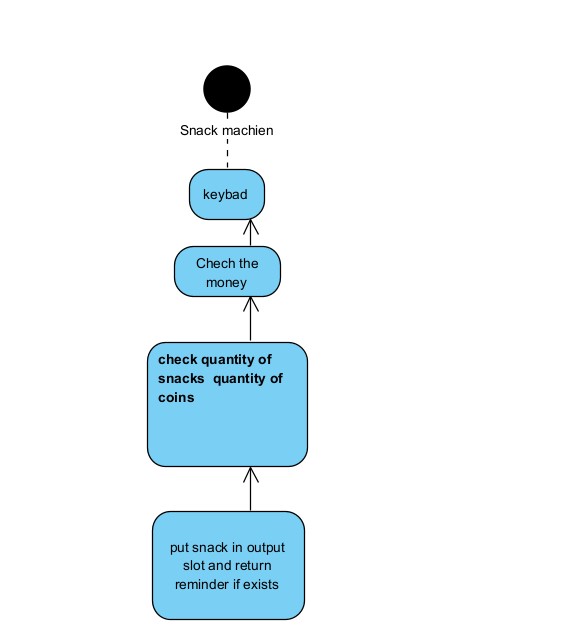 Snack machien
keybad
Chech the
money
check quantity of
snacks  quantity of
coins
put snack in output
slot and return
reminder if exists